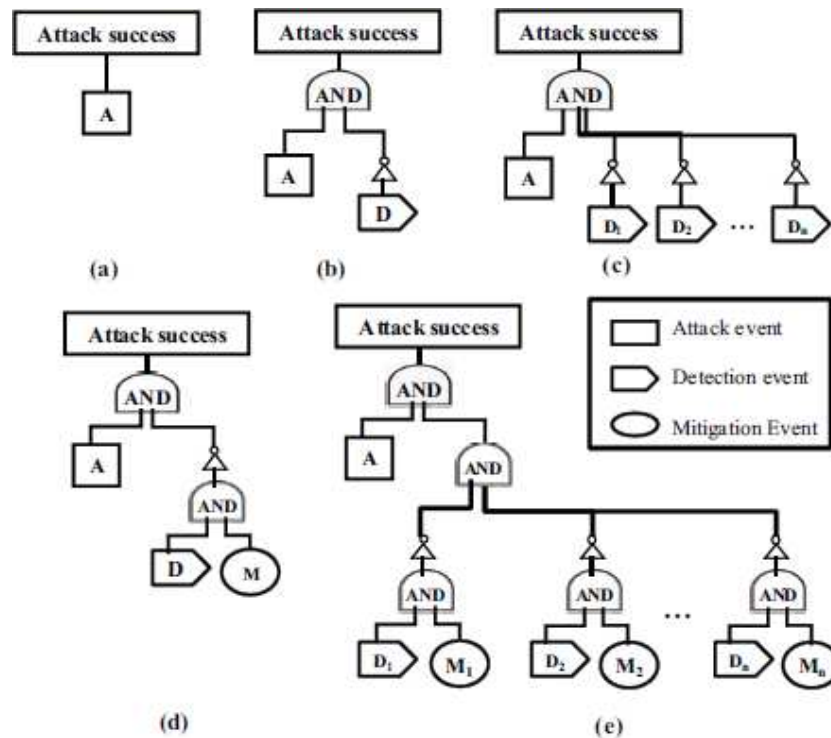 Attack success
A
(a)
Attack success
AND
A
D
(b)
Attack success
AND
A
D1
D2
...
Dn
(c)
Attack success
AND
A
AND
D
M
(d)
Attack success
AND
A
AND
AND
AND
...
AND
D1
M1
D2
M2
Dn
Mn
(e)
Attack event
Detection event
Mitigation Event